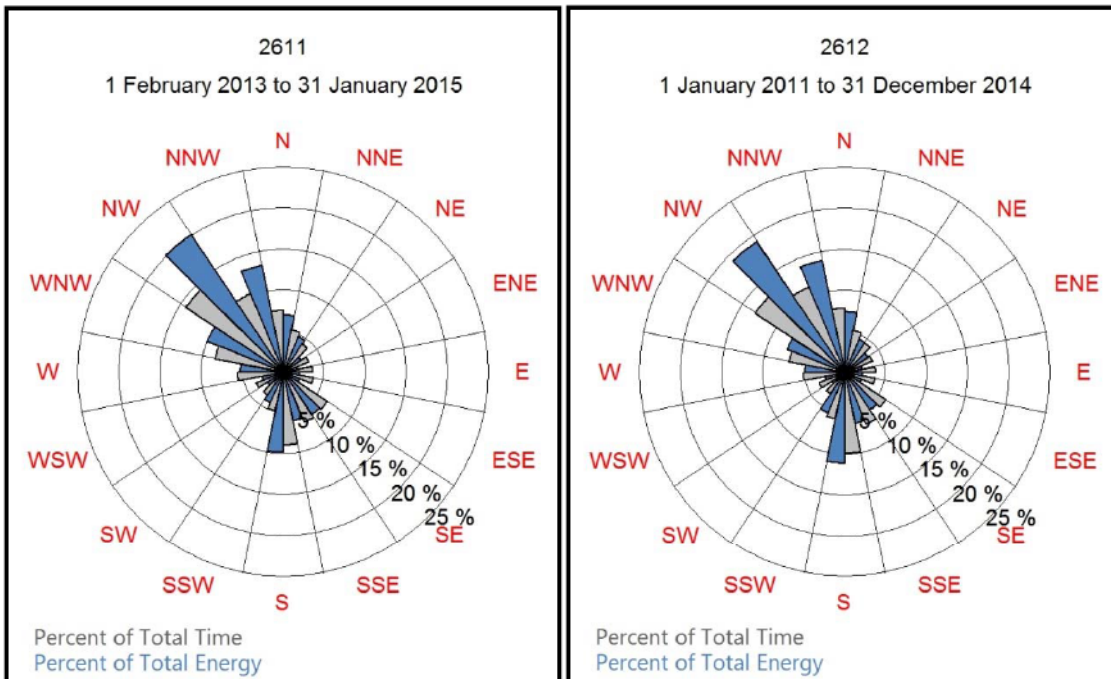 2611
1 February 2013 to 31 January 2015
N
NNE
NE
ENE
E
ESE
SE
SSE
S
SSW
SW
WSW
W
WNW
NW
NNW
5 %
10 %
15 %
20 %
25 %
Percent of Total Time
Percent of Total Energy
2612
1 January 2011 to 31 December 2014
N
NNE
NE
ENE
E
ESE
SE
SSE
S
SSW
SW
WSW
W
WNW
NW
NNW
5 %
10 %
15 %
20 %
25 %
Percent of Total Time
Percent of Total Energy